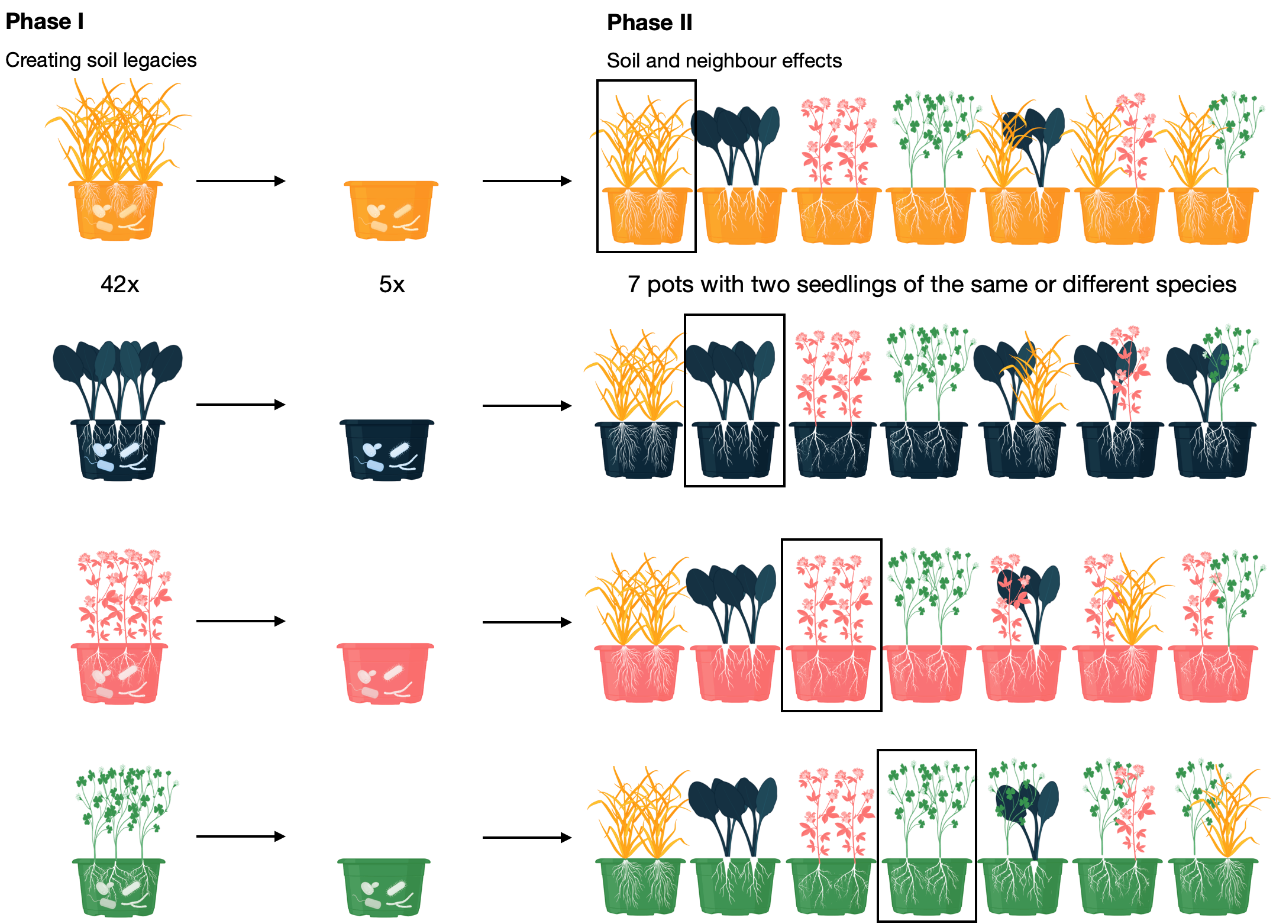 Phase I
Phase II
Creating soil legacies
Soil and neighbour effects
42x
5x
7 pots with two seedlings of the same or different species